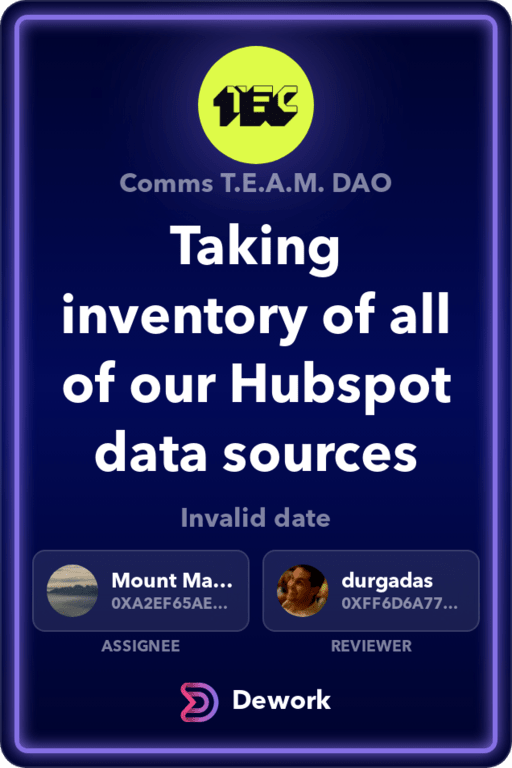 TEC
Comms T.E.A.M. DAO
Taking
inventory of all
of our Hubspot
data sources
Invalid date
Mount Ma...
0XA2EF65AE...
durgadas
0XFF6D6A77...
ASSIGNEE
REVIEWER
Dework